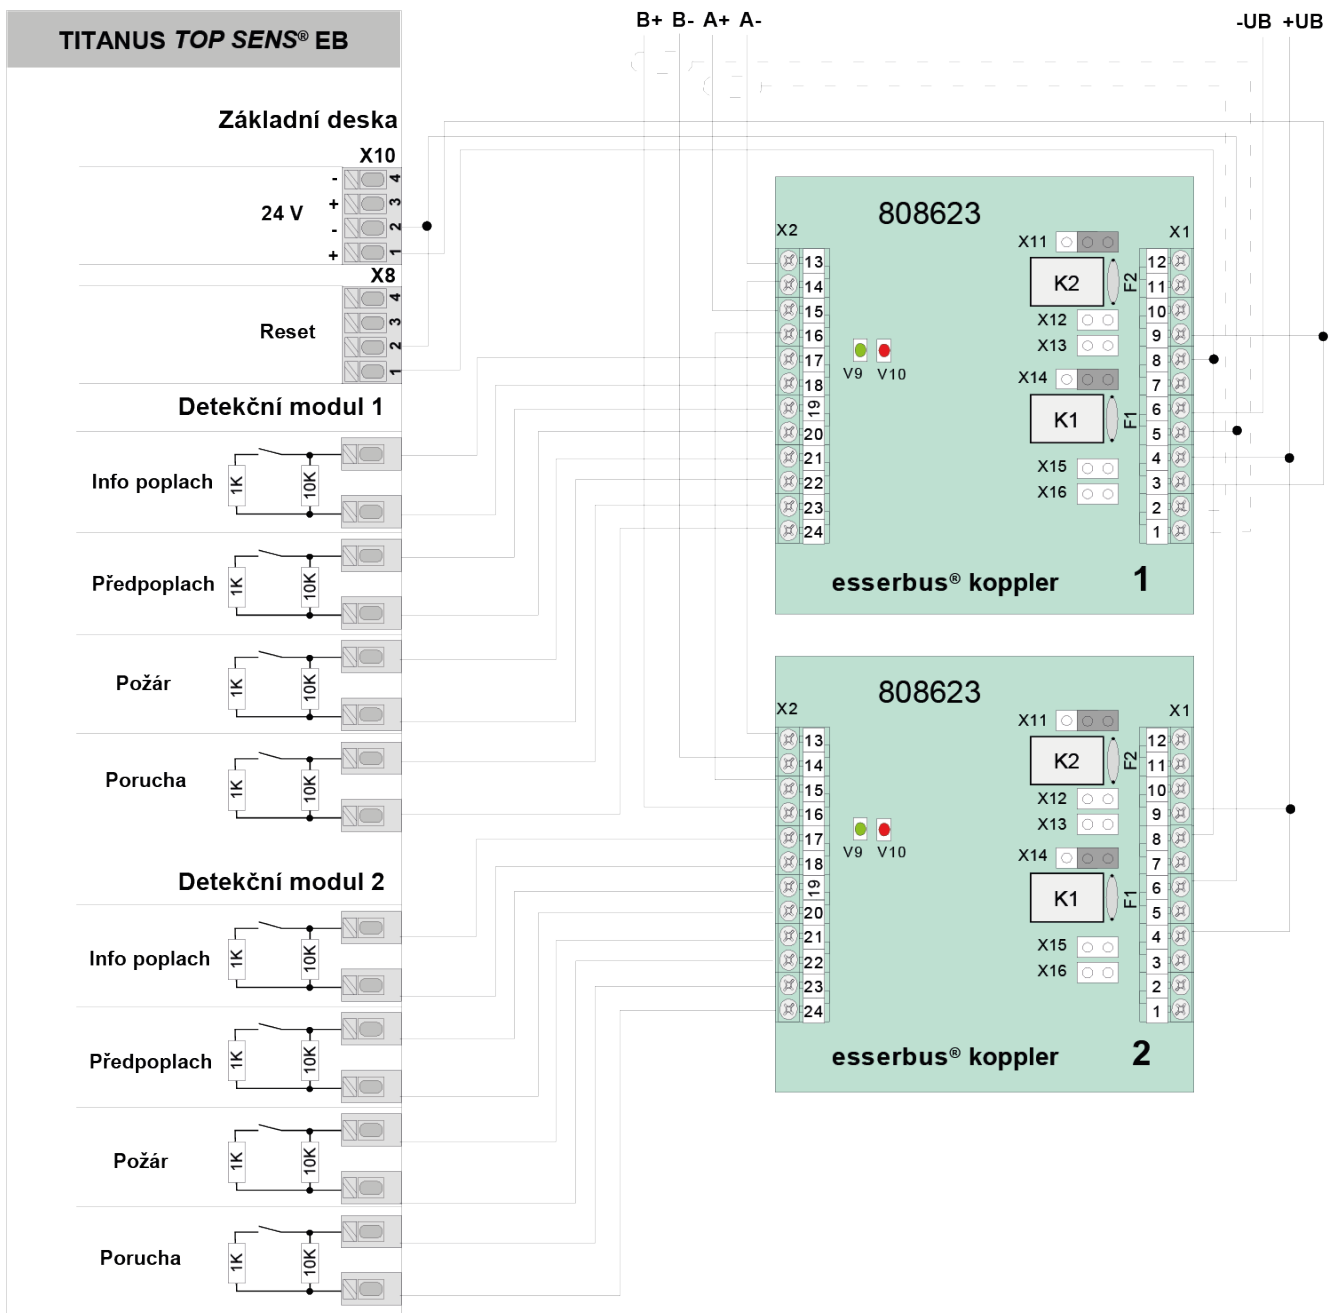 B+ B- A+ A-
-UB +UB
TITANUS TOP SENS® EB
Základní deska
X10
24 V
-
+
-
+
4
3
2
1
X8
Reset
4
3
2
1
Detekční modul 1
Info poplach
1K
10K
Předpoplach
1K
10K
Požár
1K
10K
Porucha
1K
10K
Detekční modul 2
Info poplach
1K
10K
Předpoplach
1K
10K
Požár
1K
10K
Porucha
1K
10K
808623
X2
13
14
15
16
17
18
19
20
21
22
23
24
V9
V10
X11
K2
F2
X12
X13
X14
K1
F1
X15
X16
X1
12
11
10
9
8
7
6
5
4
3
2
1
esserbus® koppler 1
808623
X2
13
14
15
16
17
18
19
20
21
22
23
24
V9
V10
X11
K2
F2
X12
X13
X14
K1
F1
X15
X16
X1
12
11
10
9
8
7
6
5
4
3
2
1
esserbus® koppler 2